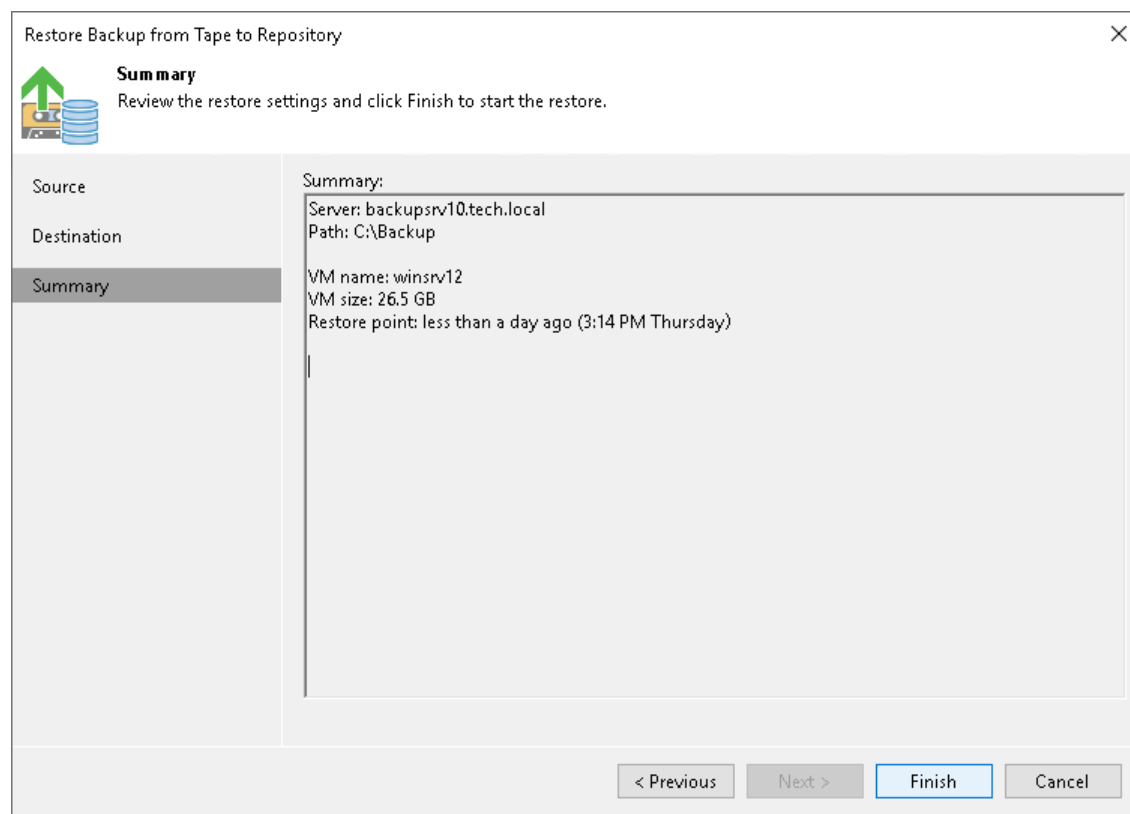 Restore Backup from Tape to Repository
Summary
Review the restore settings and click Finish to start the restore.
Source
Destination
Summary
Summary:
Server: backupsrv10.tech.local
Path: C:\Backup
VM name: winsrv12
VM size: 26.5 GB
Restore point: less than a day ago (3:14 PM Thursday)
< Previous
Next >
Finish
Cancel